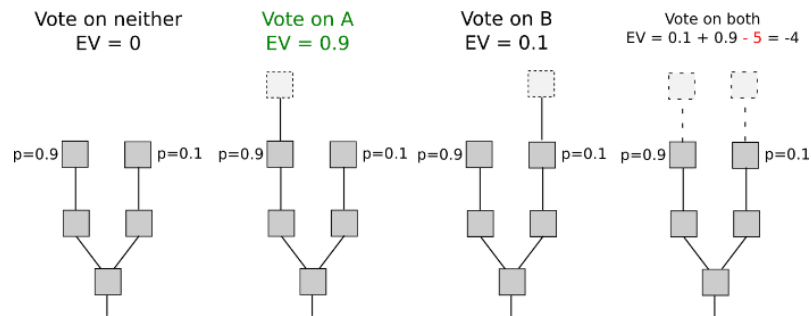 Vote on neither
EV = 0
p=0.9
p=0.1
Vote on A
EV = 0.9
p=0.9
p=0.1
Vote on B
EV = 0.1
p=0.9
p=0.1
Vote on both
EV = 0.1 + 0.9 - 5 = -4
p=0.9
p=0.1